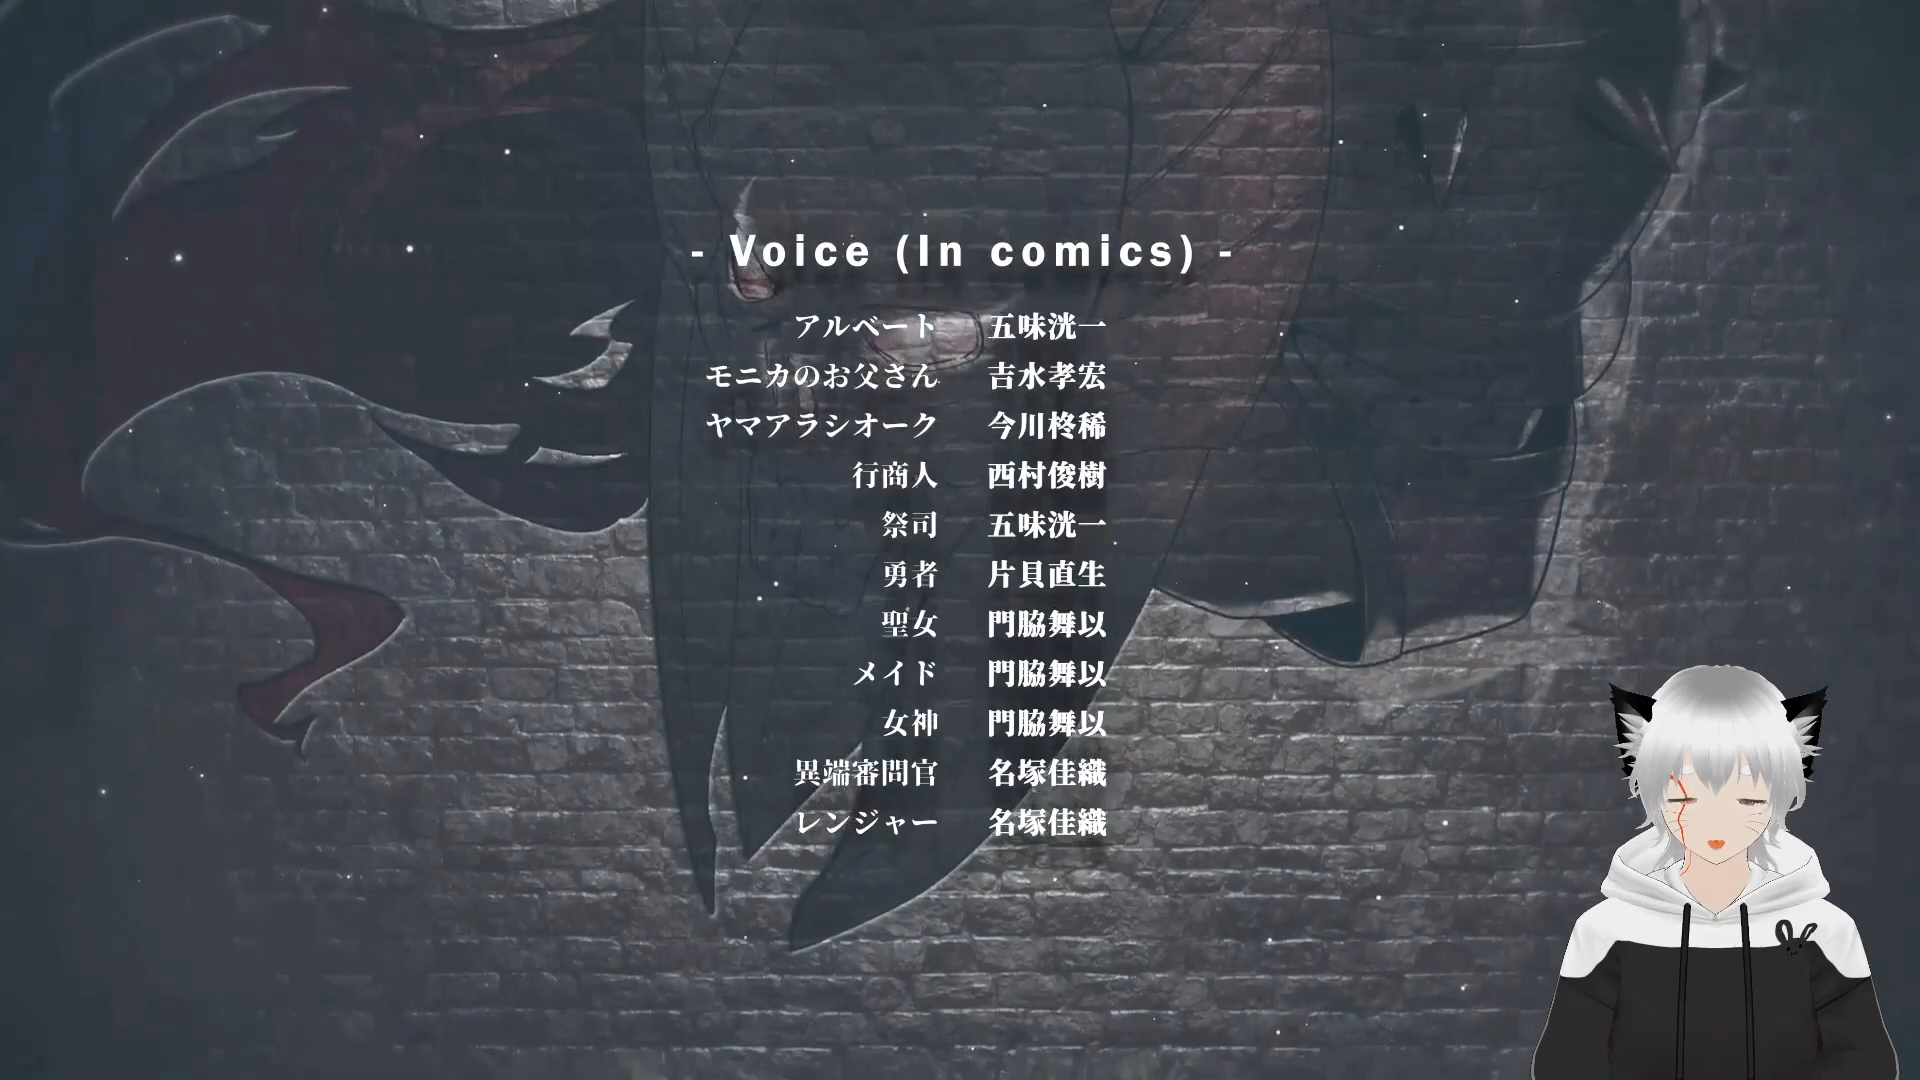 - Voice (In comics) -
アルベート 五味洸一
モニカのお父さん 吉水孝宏
ヤマアラシオーク 今川柊稀
行商人 西村俊樹
祭司 五味洸一
勇者 片貝直生
聖女 門脇舞以
メイド 門脇舞以
女神 門脇舞以
異端審問官 名塚佳織
レンジャー 名塚佳織